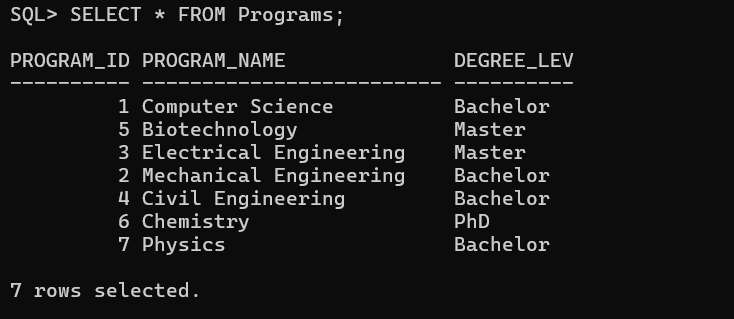 SQL> SELECT * FROM Programs;
PROGRAM_ID PROGRAM_NAME              DEGREE_LEV
---------- ------------------------- ----------
         1 Computer Science          Bachelor
         5 Biotechnology             Master
         3 Electrical Engineering    Master
         2 Mechanical Engineering    Bachelor
         4 Civil Engineering         Bachelor
         6 Chemistry                 PhD
         7 Physics                   Bachelor
7 rows selected.